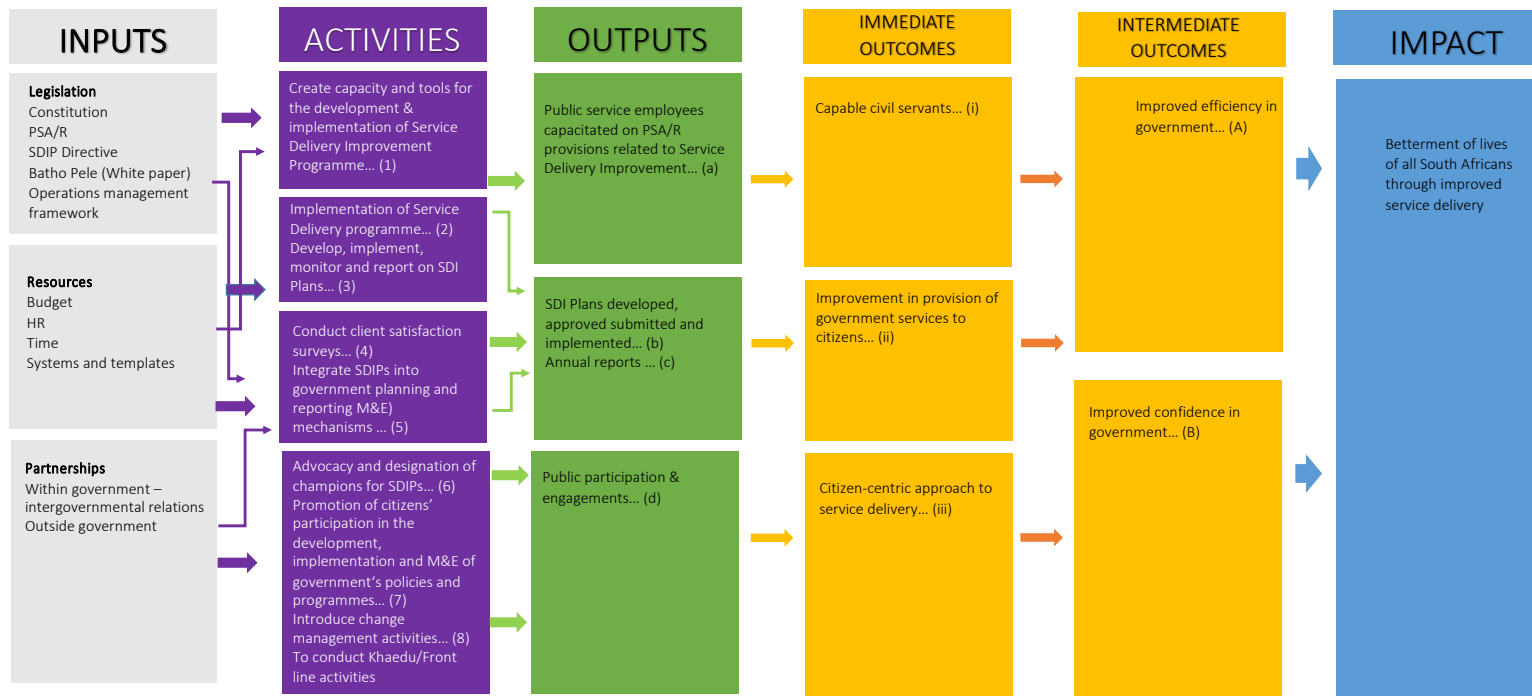 INPUTS
Legislation
Constitution
PSA/R
SDIP Directive
Batho Pele (White paper)
Operations management
framework
Resources
Budget
HR
Time
Systems and templates
Partnerships
Within government –
intergovernmental relations
Outside government
ACTIVITIES
Create capacity and tools for
the development &
implementation of Service
Delivery Improvement
Programme... (1)
Implementation of Service
Delivery programme... (2)
Develop, implement,
monitor and report on SDI
Plans... (3)
Conduct client satisfaction
surveys... (4)
Integrate SDIPs into
government planning and
reporting M&E)
mechanisms ... (5)
Advocacy and designation of
champions for SDIPs... (6)
Promotion of citizens’
participation in the
development,
implementation and M&E of
government‘s policies and
programmes... (7)
Introduce change
management activities... (8)
To conduct Khaedu/Front
line activities
OUTPUTS
Public service employees
capacitated on PSA/R
provisions related to Service
Delivery Improvement... (a)
SDI Plans developed,
approved submitted and
implemented... (b)
Annual reports ... (c)
Public participation &
engagements... (d)
IMMEDIATE
OUTCOMES
Capable civil servants... (i)
Improvement in provision of
government services to
citizens... (ii)
Citizen-centric approach to
service delivery... (iii)
INTERMEDIATE
OUTCOMES
Improved efficiency in
government... (A)
Improved confidence in
government... (B)
IMPACT
Betterment of lives
of all South Africans
through improved
service delivery